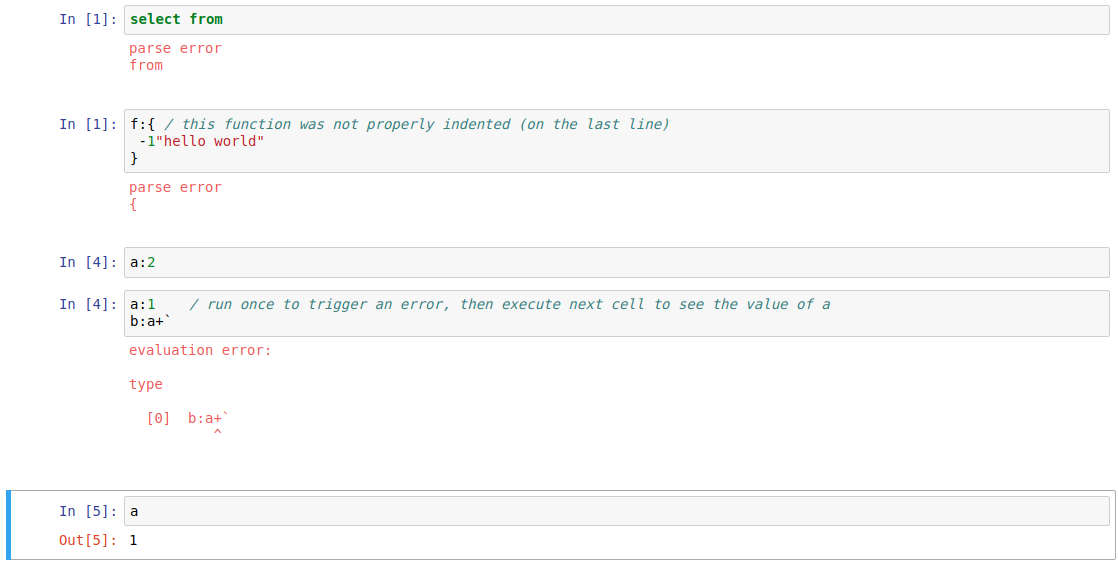 In [1]: select from
parse error
from
In [1]: f:{ / this function was not properly indented (on the last line)
 -1"hello world"
}
parse error
{
In [4]: a:2
In [4]: a:1    / run once to trigger an error, then execute next cell to see the value of a
b:a+`
evaluation error:
type
  [0]  b:a+`
          ^
In [5]: a
Out[5]: 1